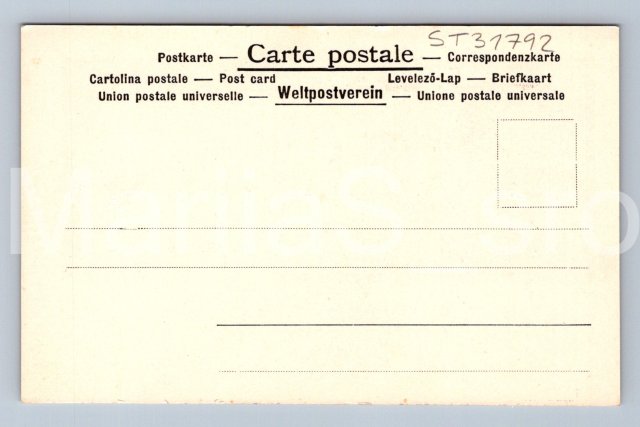 ST31792
Postkarte — Carte postale — Correspondenzkarte
Cartolina postale — Post card Levelező-Lap — Briefkaart
Union postale universelle — Weltpostverein — Unione postale universale
MariiaS_sro